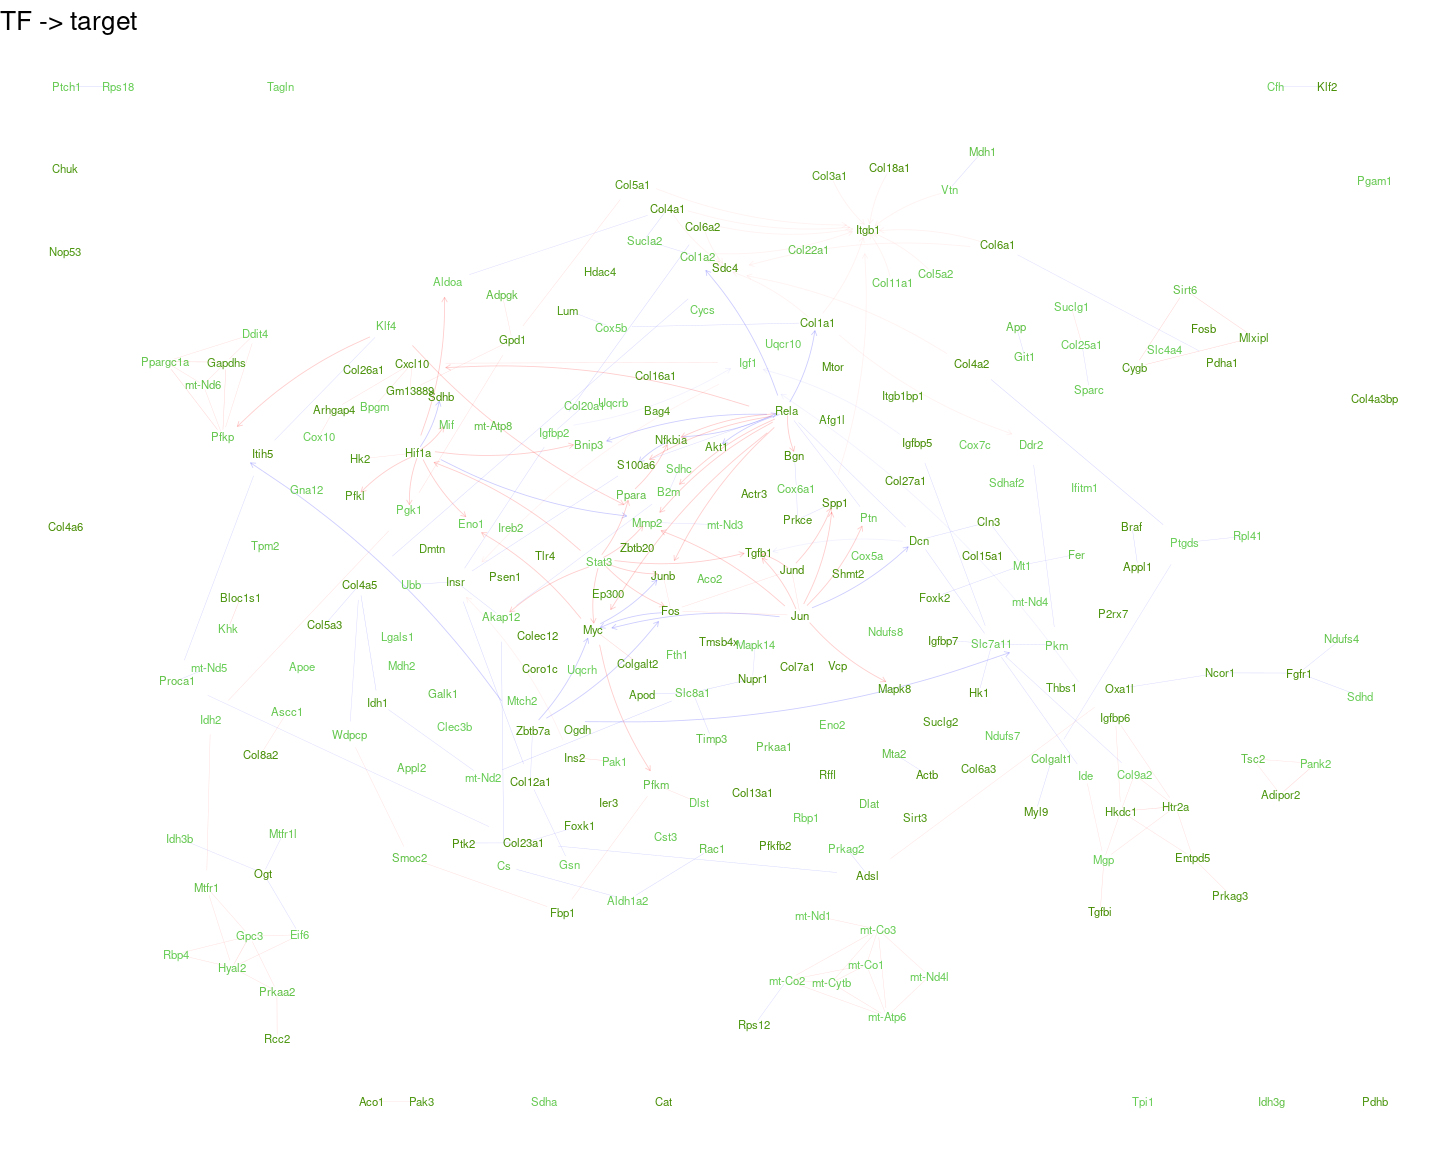 TF -> target
Ptch1 Rps18 Tagln Cfh Klf2
Mdh1
Chuk Col3a1 Col18a1
Pgam1
Col5a1 Vtn
Col4a1
Col6a2 Itgb1
Sucla2 Col6a1
Nop53 Col1a2 Col22a1
Hdac4 Sdc4 Col5a2
Aldoa Col11a1
Adpgk Sirt6
Lum Cycs Suclg1
Klf4 Cox5b Col1a1 App Fosb
Ddit4 Gpd1 Uqcr10 Col25a1 Mlxipl
Ppargc1a Gapdhs Col26a1 Cxcl10 Igf1 Mtor Col4a2 Git1 Slc4a4 Pdha1
Cygb
mt-Nd6 Gm13889 Sdhb Col16a1 Itgb1bp1 Sparc Col4a3bp
Arhgap4 Bpgm Col20a1 Uqcrb Bag4 Rela
Pfkp Cox10 Mif mt-Atp8 Igfbp2 Afg1l
Itih5 Hk2 Hif1a Bnip3 Nfkbia Akt1 Bgn Igfbp5 Cox7c Ddr2
S100a6 Sdhc
Gna12 Pfkl Ppara B2m Actr3 Cox6a1 Col27a1 Sdhaf2 Ifitm1
Pgk1 Spp1
Col4a6 Eno1 Ireb2 Mmp2 mt-Nd3 Prkce Ptn Cln3 Braf
Tpm2 Dmtn Tlr4 Zbtb20 Tgfb1 Cox5a Dcn Col15a1 Fer Ptgds Rpl41
Stat3 Jund Mt1 Appl1
Col4a5 Ubb Insr Psen1 Junb Aco2 Shmt2
Bloc1s1 Ep300 Foxk2 mt-Nd4
Col5a3 Akap12 Fos Jun P2rx7
Khk Lgals1 Colec12 Myc Tmsb4x Mapk14 Ndufs8 Igfbp7 Slc7a11 Pkm Ndufs4
mt-Nd5 Apoe Mdh2 Coro1c Uqcrh Colgalt2 Fth1 Col7a1 Vcp
Proca1 Nupr1 Ncor1 Fgfr1
Galk1 Mtch2 Apod Slc8a1 Mapk8 Hk1 Thbs1 Oxa1l Sdhd
Idh1
Idh2 Ascc1 Clec3b Zbtb7a Ogdh Eno2 Suclg2 Igfbp6
Wdpcp Timp3 Prkaa1 Ndufs7
Col8a2 Appl2 Ins2 Pak1 Mta2 Colgalt1 Tsc2 Pank2
mt-Nd2 Col12a1 Pfkm Rffl Actb Col6a3 Ide Col9a2
Ier3 Dlst Col13a1 Dlat Adipor2
Rbp1 Sirt3 Myl9 Hkdc1 Htr2a
Idh3b Mtfr1l Foxk1 Cst3
Ptk2 Col23a1 Rac1 Pfkfb2 Prkag2
Smoc2 Cs Gsn Mgp Entpd5
Ogt Adsl
Mtfr1 Aldh1a2 Prkag3
Fbp1 mt-Nd1 Tgfbi
Gpc3 Eif6 mt-Co3
Rbp4 Hyal2 mt-Co1
mt-Co2 mt-Cytb mt-Nd4l
Prkaa2
Rps12 mt-Atp6
Rcc2
Aco1 Pak3 Sdha Cat Tpi1 Idh3g Pdhb